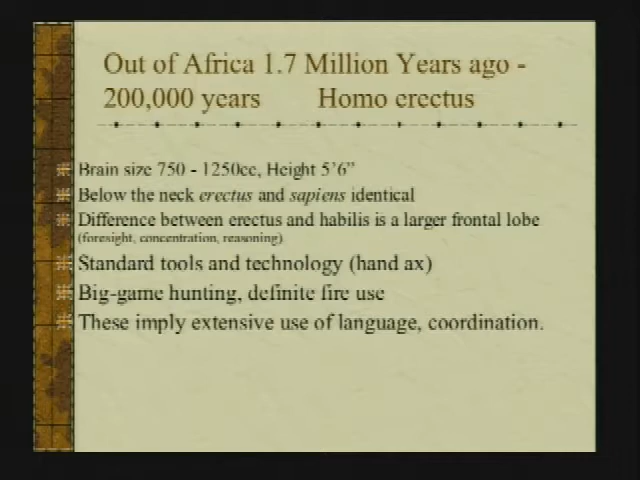 Out of Africa 1.7 Million Years ago -
200,000 years Homo erectus
Brain size 750 - 1250cc, Height 5'6”
Below the neck erectus and sapiens identical
Difference between erectus and habilis is a larger frontal lobe
(foresight, concentration, reasoning)
Standard tools and technology (hand ax)
Big-game hunting, definite fire use
These imply extensive use of language, coordination.